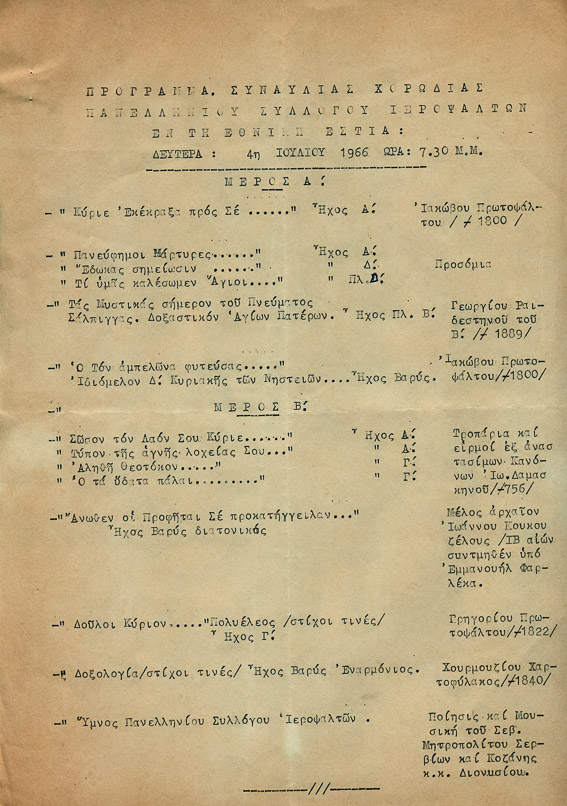 ΠΡΟΓΡΑΜΜΑ. ΣΥΝΑΥΛΙΑΣ ΧΟΡΩΔΙΑΣ
ΠΑΝΕΛΛΗΝΙΟΥ ΣΥΛΛΟΓΟΥ ΙΕΡΟΨΑΛΤΩΝ
ΕΝ ΤΗ ΕΘΝΙΚΗ ΕΣΤΙΑ:
ΔΕΥΤΕΡΑ : 4η ΙΟΥΛΙΟΥ 1966 ΩΡΑ: 7.30 Μ.Μ.
ΜΕΡΟΣ Α΄.
–" Κύριε Ἐκέκραξα πρός Σέ ......" Ἦχος Α΄. Ἰακώβου Πρωτοψάλ-
του /+ 1800 /
–" Πανεύφημοι Μάρτυρες......" Ἦχος Α΄.
" Ἔδωκας σημείωσιν ......" " Δ΄. Προσόμια
" Τί ὑμᾶς καλέσωμεν Ἅγιοι...." " Πλ.Δ΄.
–" Τάς Μυστικάς σήμερον τοῦ Πνεύματος Γεωργίου Ραι-
Σάλπιγγας. Δοξαστικόν Ἁγίων Πατέρων. Ἦχος Πλ. Β΄. δεστηνοῦ τοῦ
Β΄. /+ 1889/
–" Ὁ Τόν ἀμπελῶνα φυτεύσας....." Ἰακώβου Πρωτο-
Ἰδιόμελον Δ΄. Κυριακῆς τῶν Νηστειῶν....Ἦχος Βαρύς. ψάλτου/+1800/
–" ΜΕΡΟΣ Β΄.
–" Σῶσον τόν Λαόν Σου Κύριε......" Ἦχος Α΄. Τροπάρια καί
" Τύπον τῆς ἁγνῆς λοχείας Σου..." " Α΄. εἱρμοί ἐξ ἀνασ
" Ἀληθῆ Θεοτόκον....." " Γ΄. τασίμων Κανό-
" Ὁ τά ὕδατα πάλαι........." " Γ΄. νων Ἰω.Δαμασ
κηνοῦ/+756/
–"Ἄνωθεν οἱ Προφῆται Σέ προκατήγγειλαν..." Μέλος ἀρχαῖον
Ἦχος Βαρύς διατονικός Ἰωάννου Κουκου
ζέλους /ΙΒ αἰών
συντμηθέν ὑπό
Ἐμμανουήλ Φαρ-
λέκα.
–" Δοῦλοι Κύριον....."Πολυέλεος /στίχοι τινές/ Γρηγορίου Πρω-
Ἦχος Γ΄. τοψάλτου/+1822/
–" Δοξολογία/στίχοι τινές/ Ἦχος Βαρύς Ἐναρμόνιος. Χουρμουζίου Χαρ-
τοφύλακος/+1840/
–" Ὕμνος Πανελληνίου Συλλόγου Ἱεροψαλτῶν . Ποίησις καί Μου-
σική τοῦ Σεβ.
Μητροπολίτου Σερ-
βίων καί Κοζάνης
κ.κ. Διονυσίου.
-----///-----